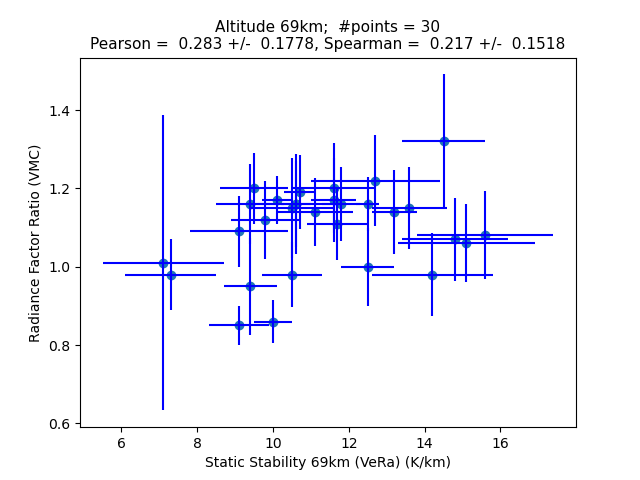 Altitude 69km;  #points = 30
Pearson =  0.283 +/-  0.1778, Spearman =  0.217 +/-  0.1518
Radiance Factor Ratio (VMC)
1.4
1.2
1.0
0.8
0.6
6 8 10 12 14 16
Static Stability 69km (VeRa) (K/km)